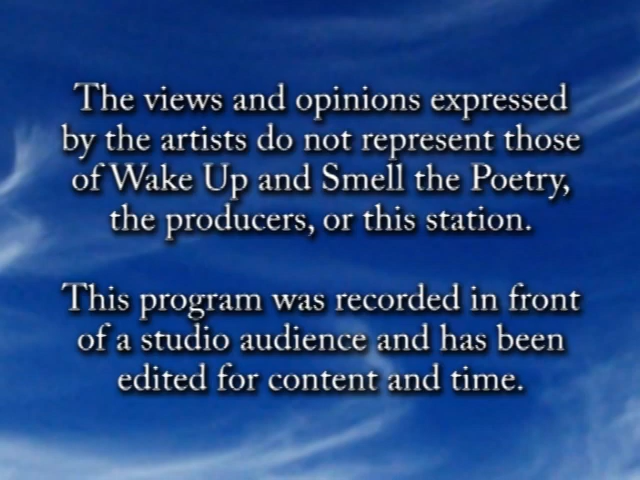 The views and opinions expressed
by the artists do not represent those
of Wake Up and Smell the Poetry,
the producers, or this station.
This program was recorded in front
of a studio audience and has been
edited for content and time.